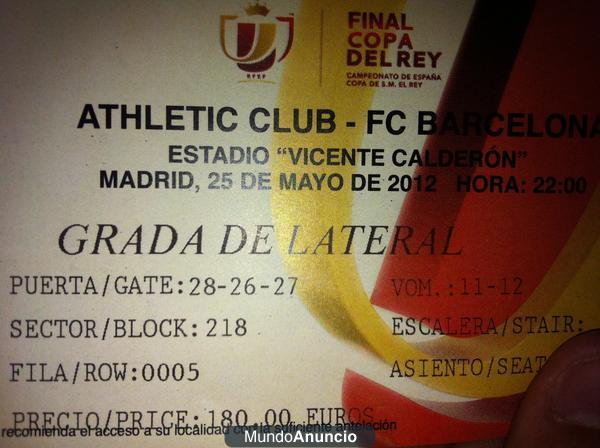 RFEF
FINAL
COPA
DEL REY
CAMPEONATO DE ESPAÑA
COPA DE S.M. EL REY
ATHLETIC CLUB - FC BARCELONA
ESTADIO "VICENTE CALDERÓN"
MADRID, 25 DE MAYO DE 2012 HORA: 22:00
GRADA DE LATERAL
PUERTA/GATE:28-26-27 VOM.:11-12
SECTOR/BLOCK:218 ESCALERA/STAIR:
FILA/ROW:0005 ASIENTO/SEAT
PRECIO/PRICE:180.00 EUROS
recomienda el acceso a su localidad con la suficiente antelación
MundoAnuncio